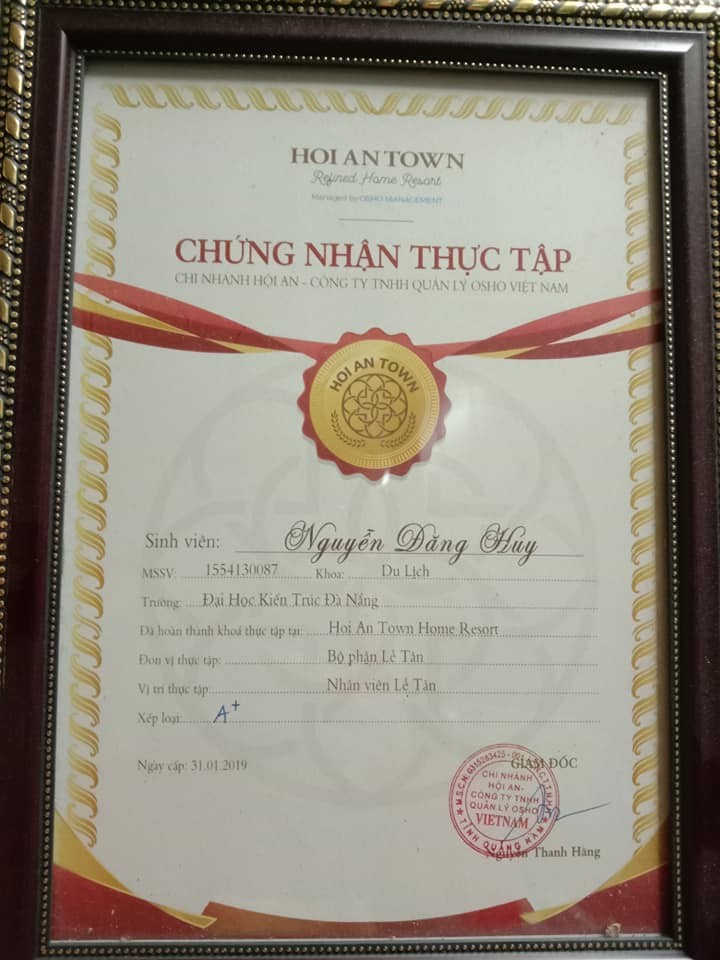 HOI AN TOWN
Refined Home Resort
Managed by OSHO MANAGEMENT
CHỨNG NHẬN THỰC TẬP
CHI NHÁNH HỘI AN - CÔNG TY TNHH QUẢN LÝ OSHO VIỆT NAM
HOI AN TOWN
Sinh viên: Nguyễn Đăng Huy
MSSV: 1554130087 Khoa: Du Lịch
Trường: Đại Học Kiến Trúc Đà Nẵng
Đã hoàn thành khoá thực tập tại: Hoi An Town Home Resort
Đơn vị thực tập: Bộ phận Lễ Tân
Vị trí thực tập: Nhân viên Lễ Tân
Xếp loại: A+
Ngày cấp: 31.01.2019
GIÁM ĐỐC
CHI NHÁNH
HỘI AN-
CÔNG TY TNHH
QUẢN LÝ OSHO
VIETNAM
TỈNH QUẢNG NAM
Nguyễn Thanh Hằng